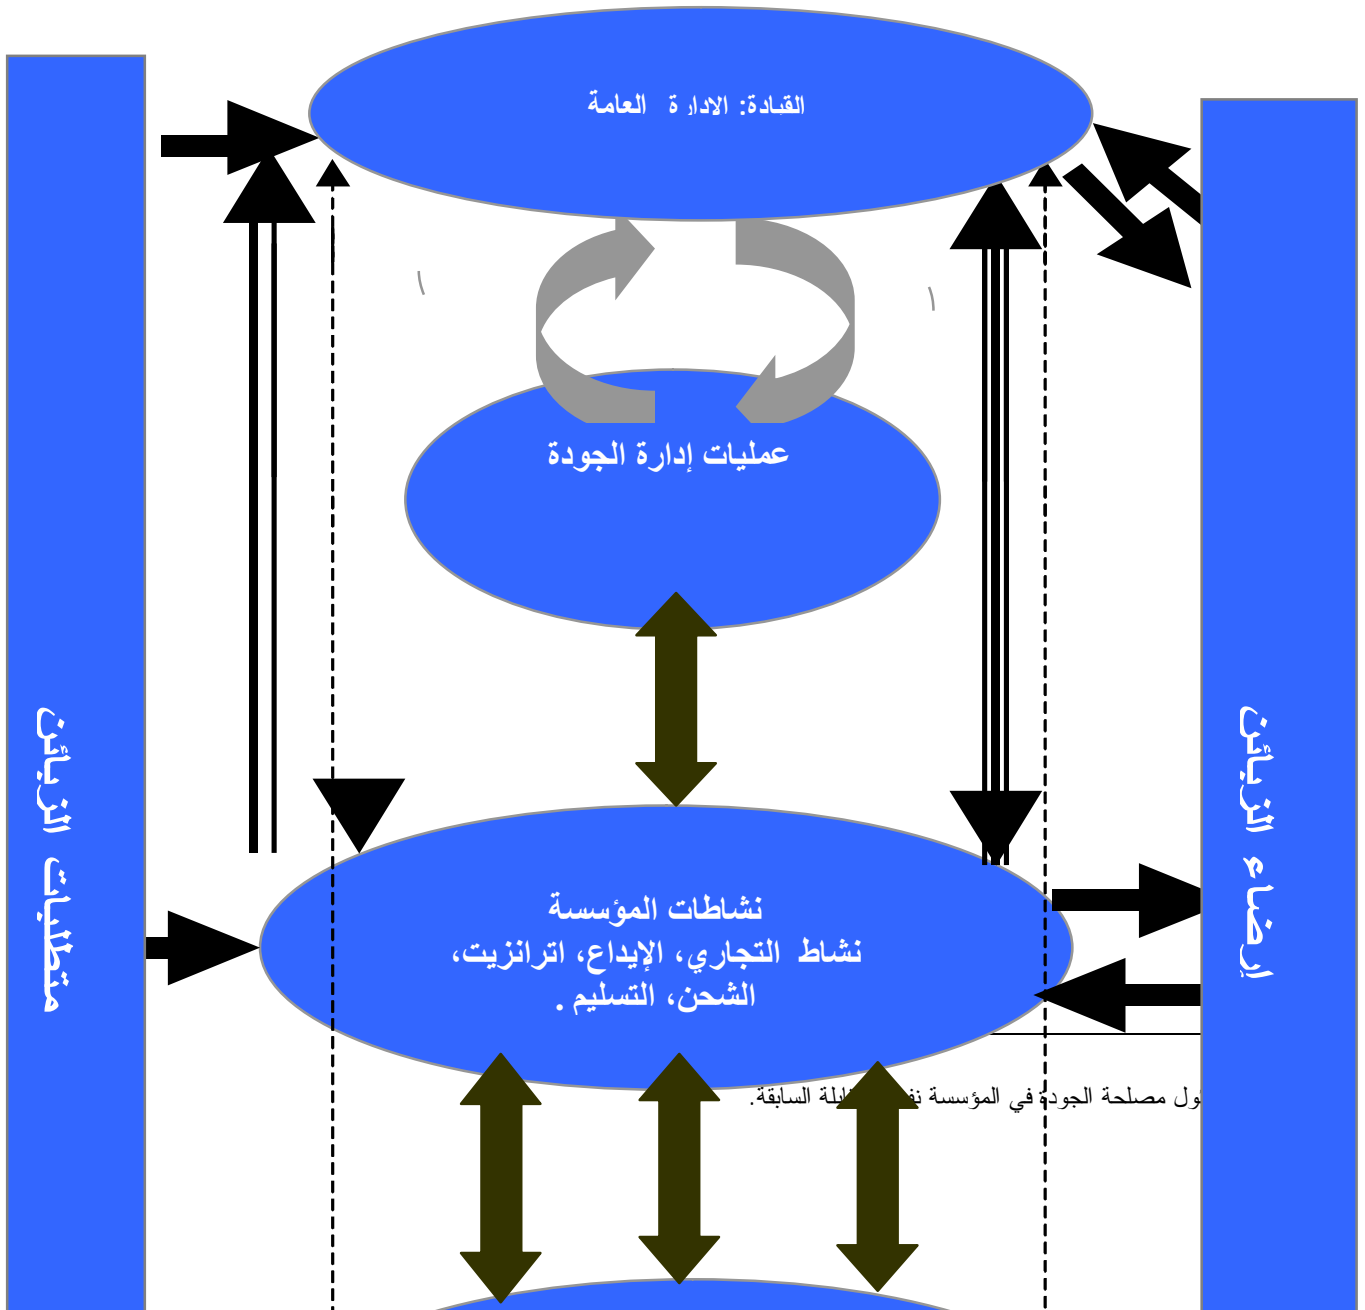 القيادة: الإدارة العامة
عمليات إدارة الجودة
متطلبات الزبائن
إرضاء الزبائن
نشاطات المؤسسة
نشاط التجاري، الإيداع، اترانزيت،
الشحن، التسليم .
مصلحة الجودة في المؤسسة السابقة.